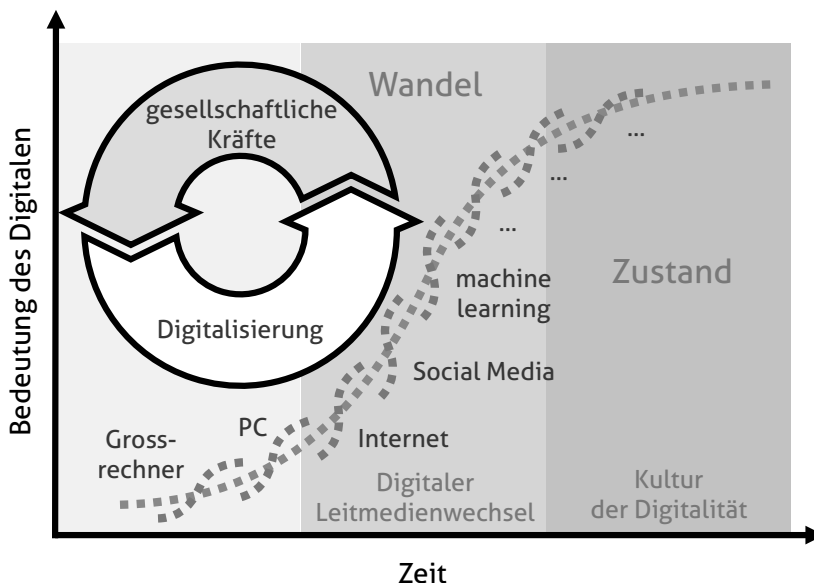 Bedeutung des Digitalen
gesellschaftliche
Kräfte
Digitalisierung
Wandel
Zustand
Gross-
rechner
PC
Internet
Social Media
machine
learning
...
...
...
Digitaler
Leitmedienwechsel
Kultur
der Digitalität
Zeit